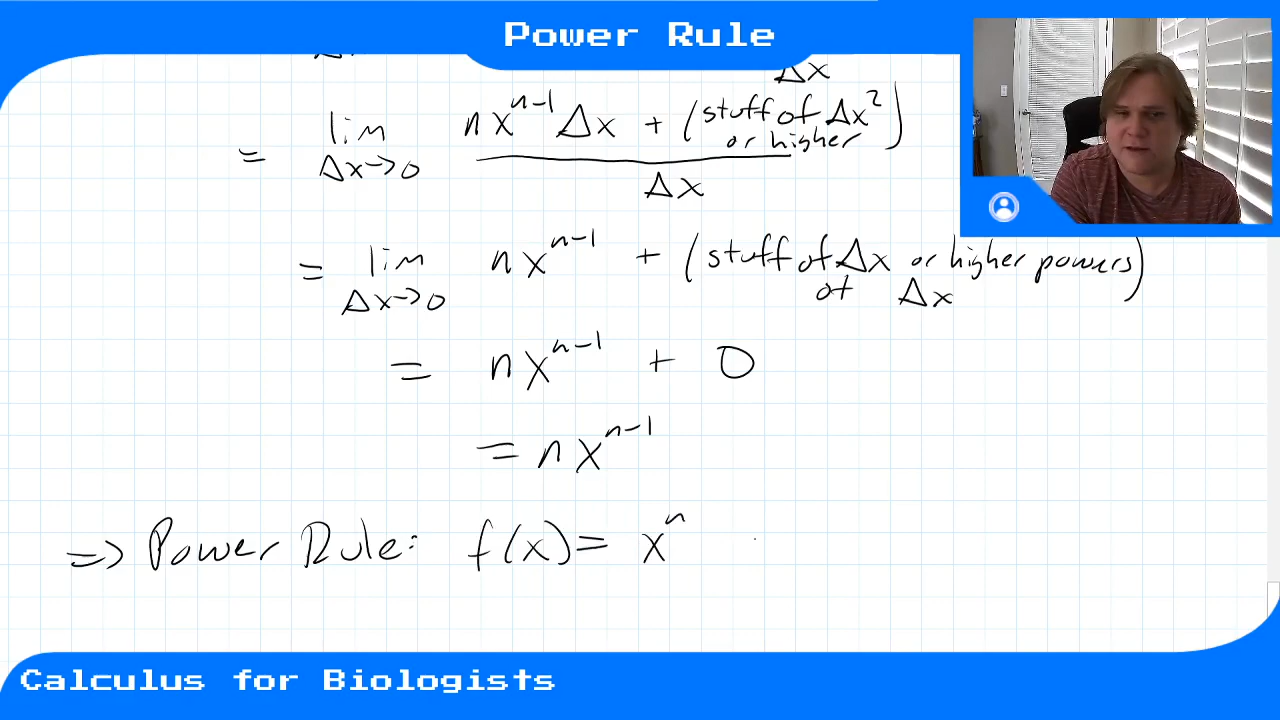 Power Rule
Δx
= lim Δx→0 nx^(n-1) Δx + (stuff of Δx^2 or higher)
Δx
= lim Δx→0 nx^(n-1) + (stuff of Δx or higher powers of Δx)
= nx^(n-1) + 0
= nx^(n-1)
=> Power Rule: f(x) = x^n
Calculus for Biologists